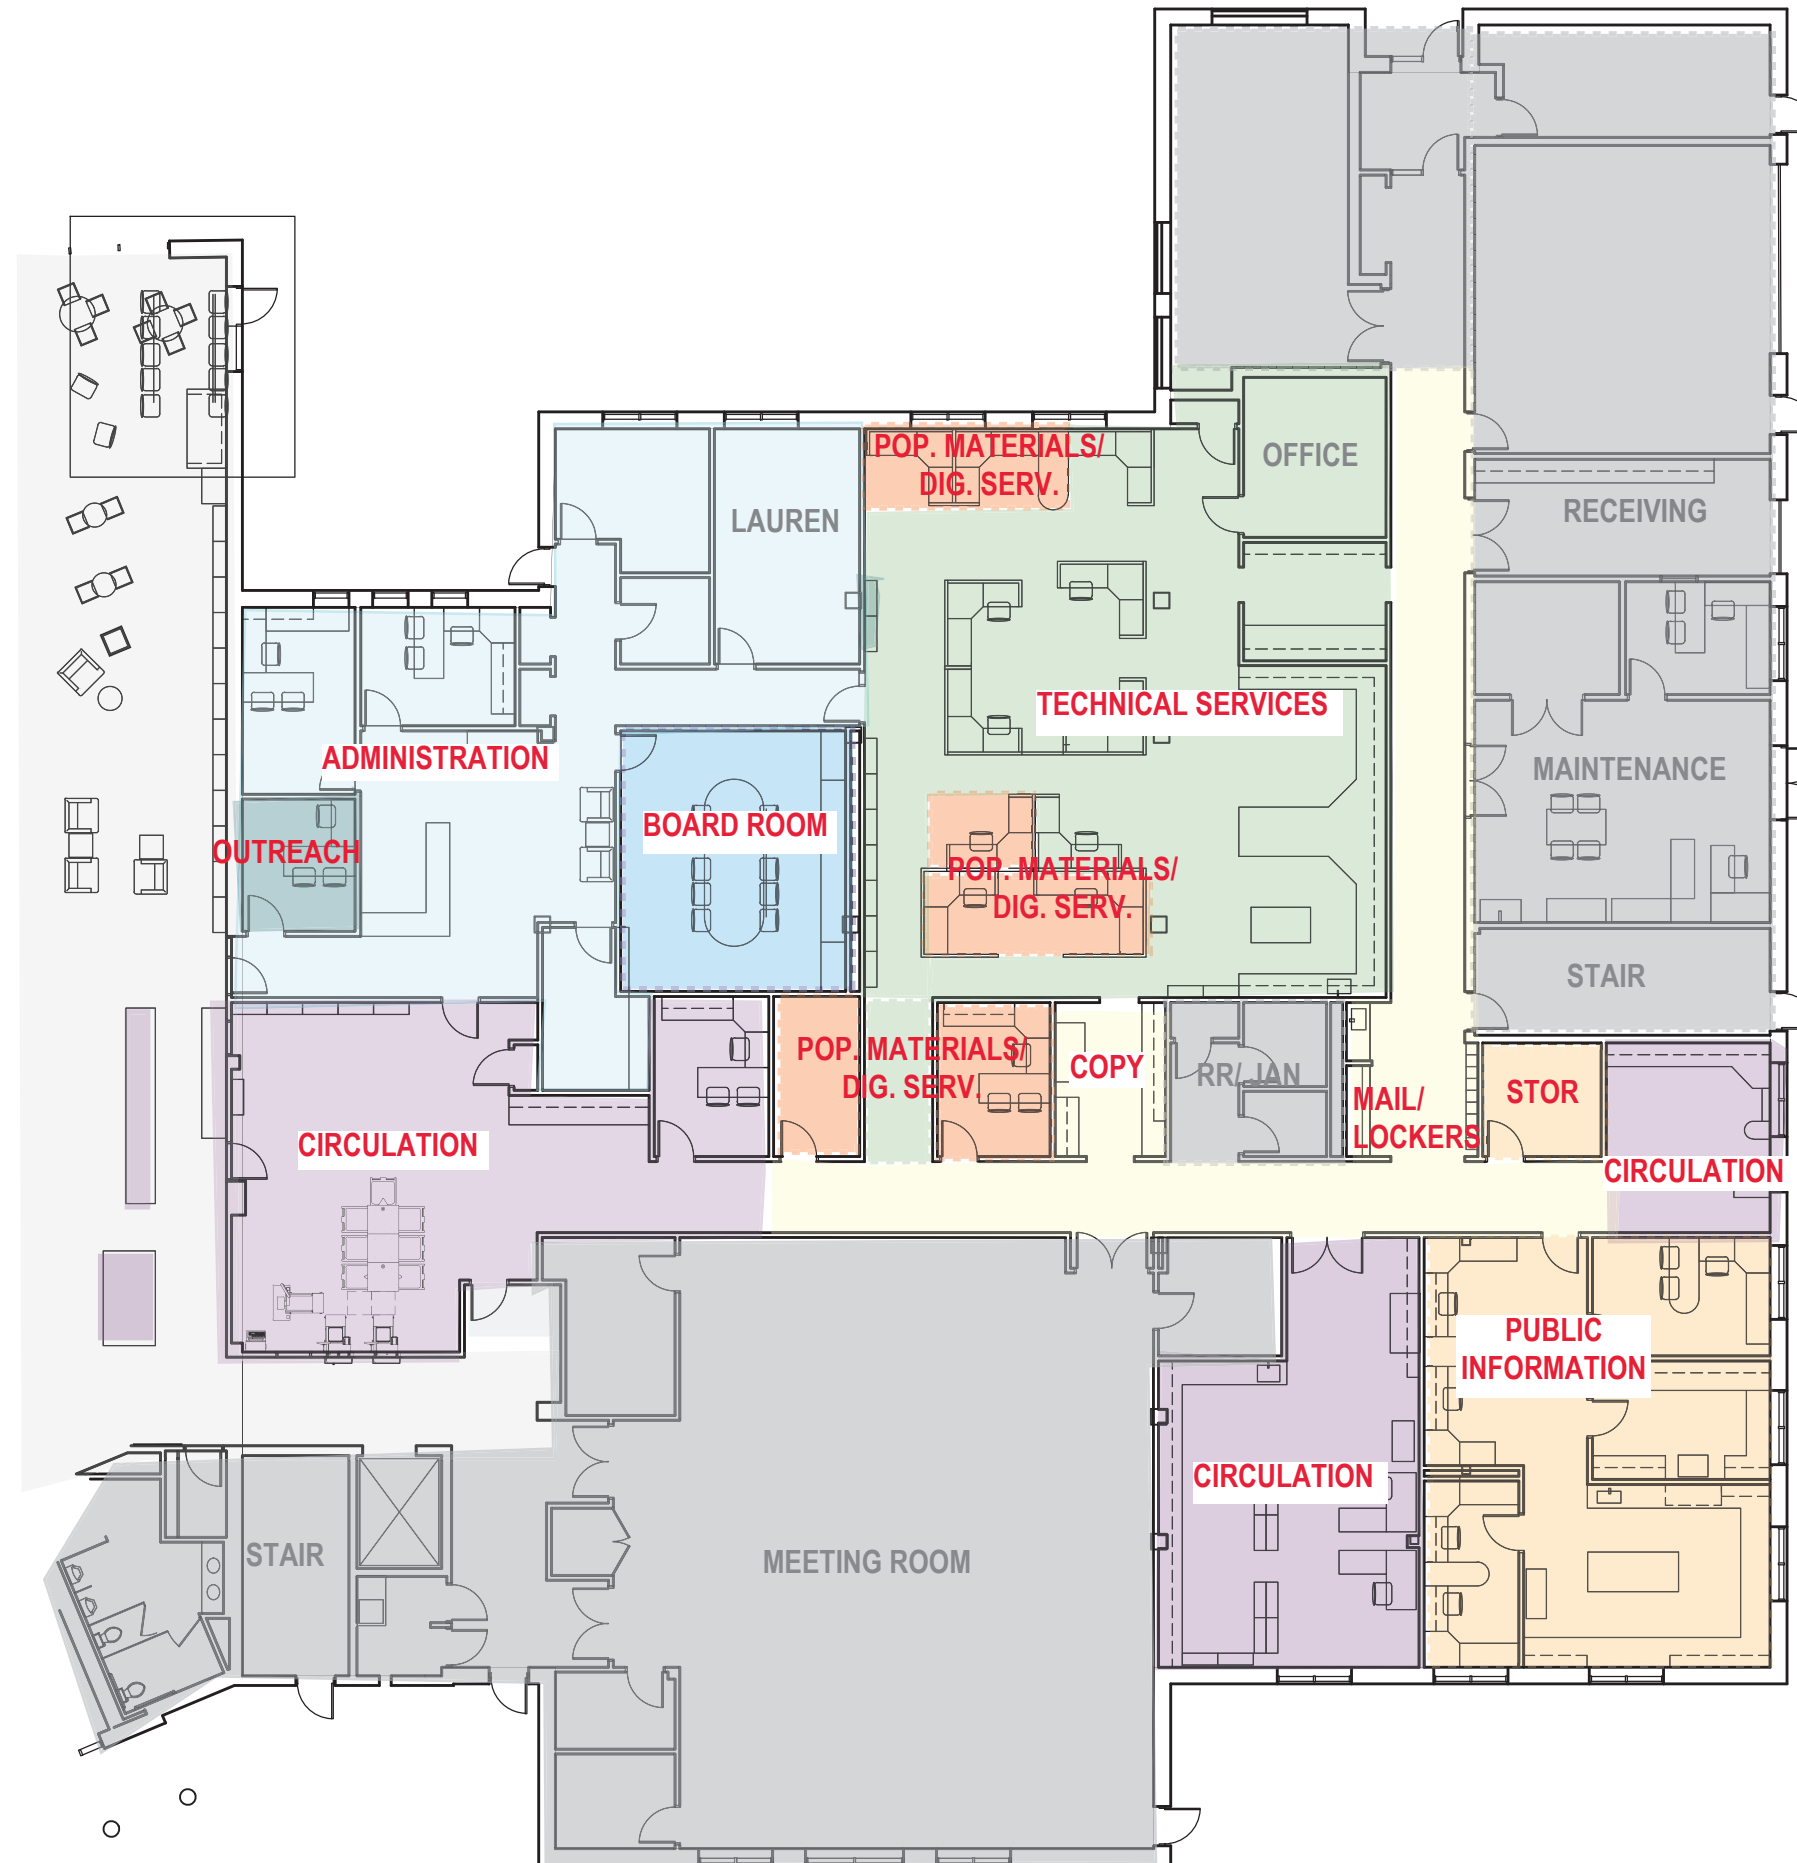 POP. MATERIALS/
DIG. SERV.
OFFICE
LAUREN
RECEIVING
TECHNICAL SERVICES
ADMINISTRATION
MAINTENANCE
BOARD ROOM
OUTREACH
POP. MATERIALS/
DIG. SERV.
STAIR
POP. MATERIALS/
DIG. SERV.
COPY
RR/ JAN
MAIL/
LOCKERS
STOR
CIRCULATION
CIRCULATION
PUBLIC
INFORMATION
CIRCULATION
STAIR
MEETING ROOM